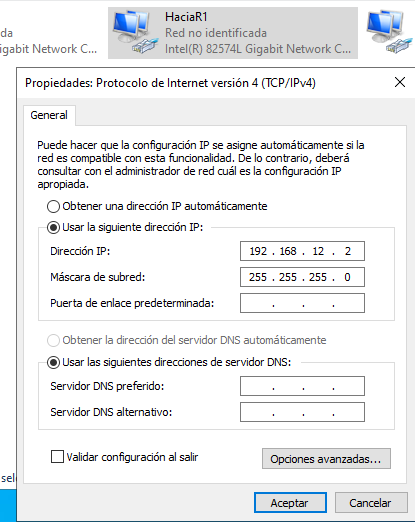 HaciaR1
da
Red no identificada
gabit Network C...
Intel(R) 82574L Gigabit Network C...
Propiedades: Protocolo de Internet versión 4 (TCP/IPv4)
General
Puede hacer que la configuración IP se asigne automáticamente si la
red es compatible con esta funcionalidad. De lo contrario, deberá
consultar con el administrador de red cuál es la configuración IP
apropiada.
Obtener una dirección IP automáticamente
Usar la siguiente dirección IP:
Dirección IP:
192 . 168 . 12 . 2
Máscara de subred:
255 . 255 . 255 . 0
Puerta de enlace predeterminada:
. . .
Obtener la dirección del servidor DNS automáticamente
Usar las siguientes direcciones de servidor DNS:
Servidor DNS preferido:
. . .
Servidor DNS alternativo:
. . .
Validar configuración al salir
Opciones avanzadas...
sel
Aceptar
Cancelar